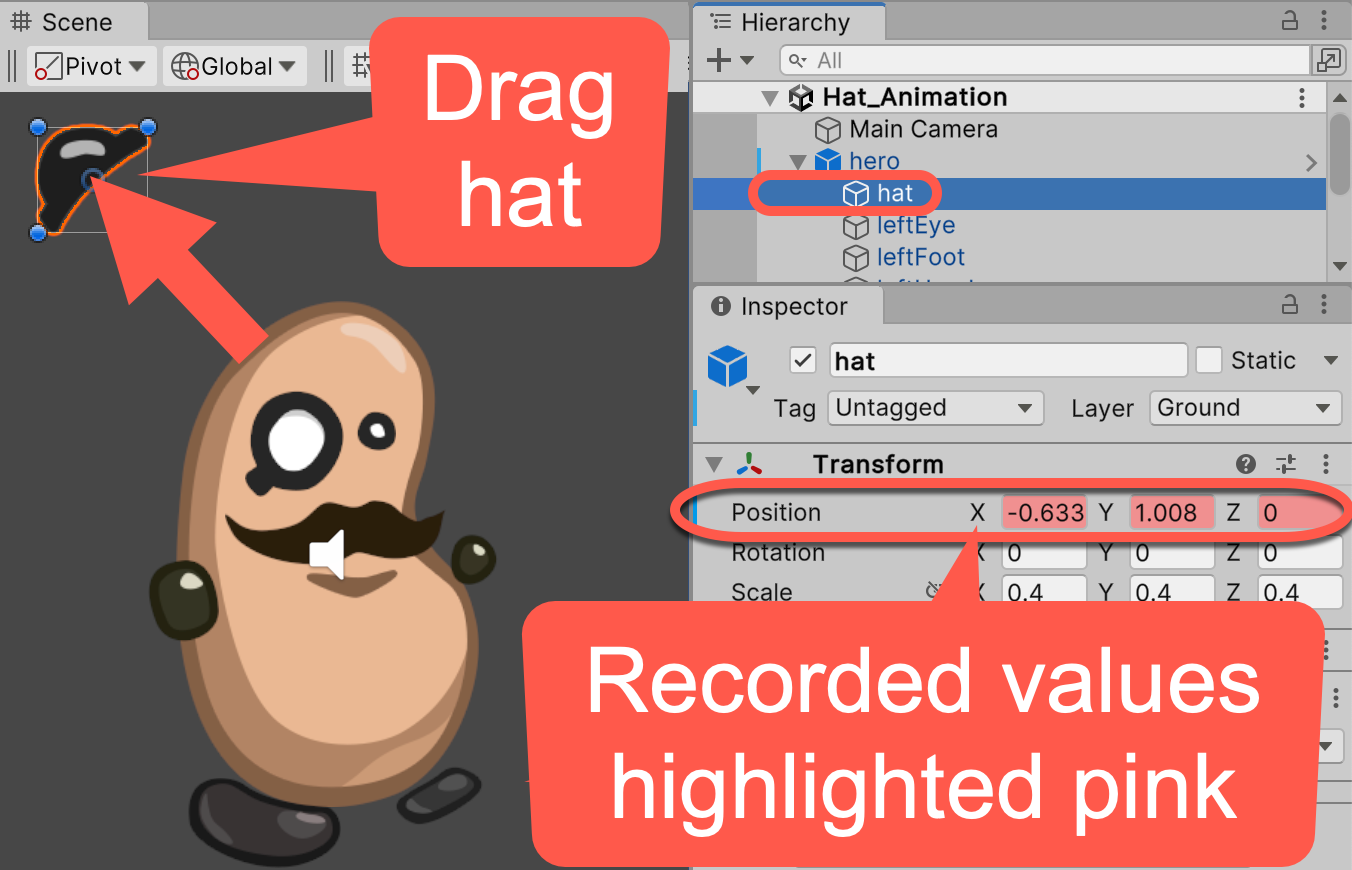 Scene
Pivot
Global
Drag
hat
Hierarchy
All
Hat_Animation
Main Camera
hero
hat
leftEye
leftFoot
Inspector
hat
Static
Tag Untagged Layer Ground
Transform
Position X -0.633 Y 1.008 Z 0
Rotation X 0 Y 0 Z 0
Scale X 0.4 Y 0.4 Z 0.4
Recorded values
highlighted pink